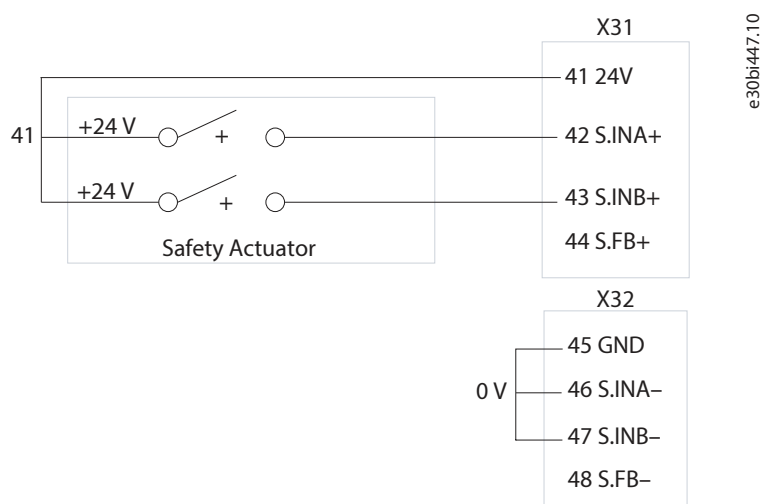 e30bi447.10
X31
41 24V
41
+24 V
+
42 S.INA+
+24 V
+
43 S.INB+
44 S.FB+
Safety Actuator
X32
45 GND
0 V
46 S.INA–
47 S.INB–
48 S.FB–